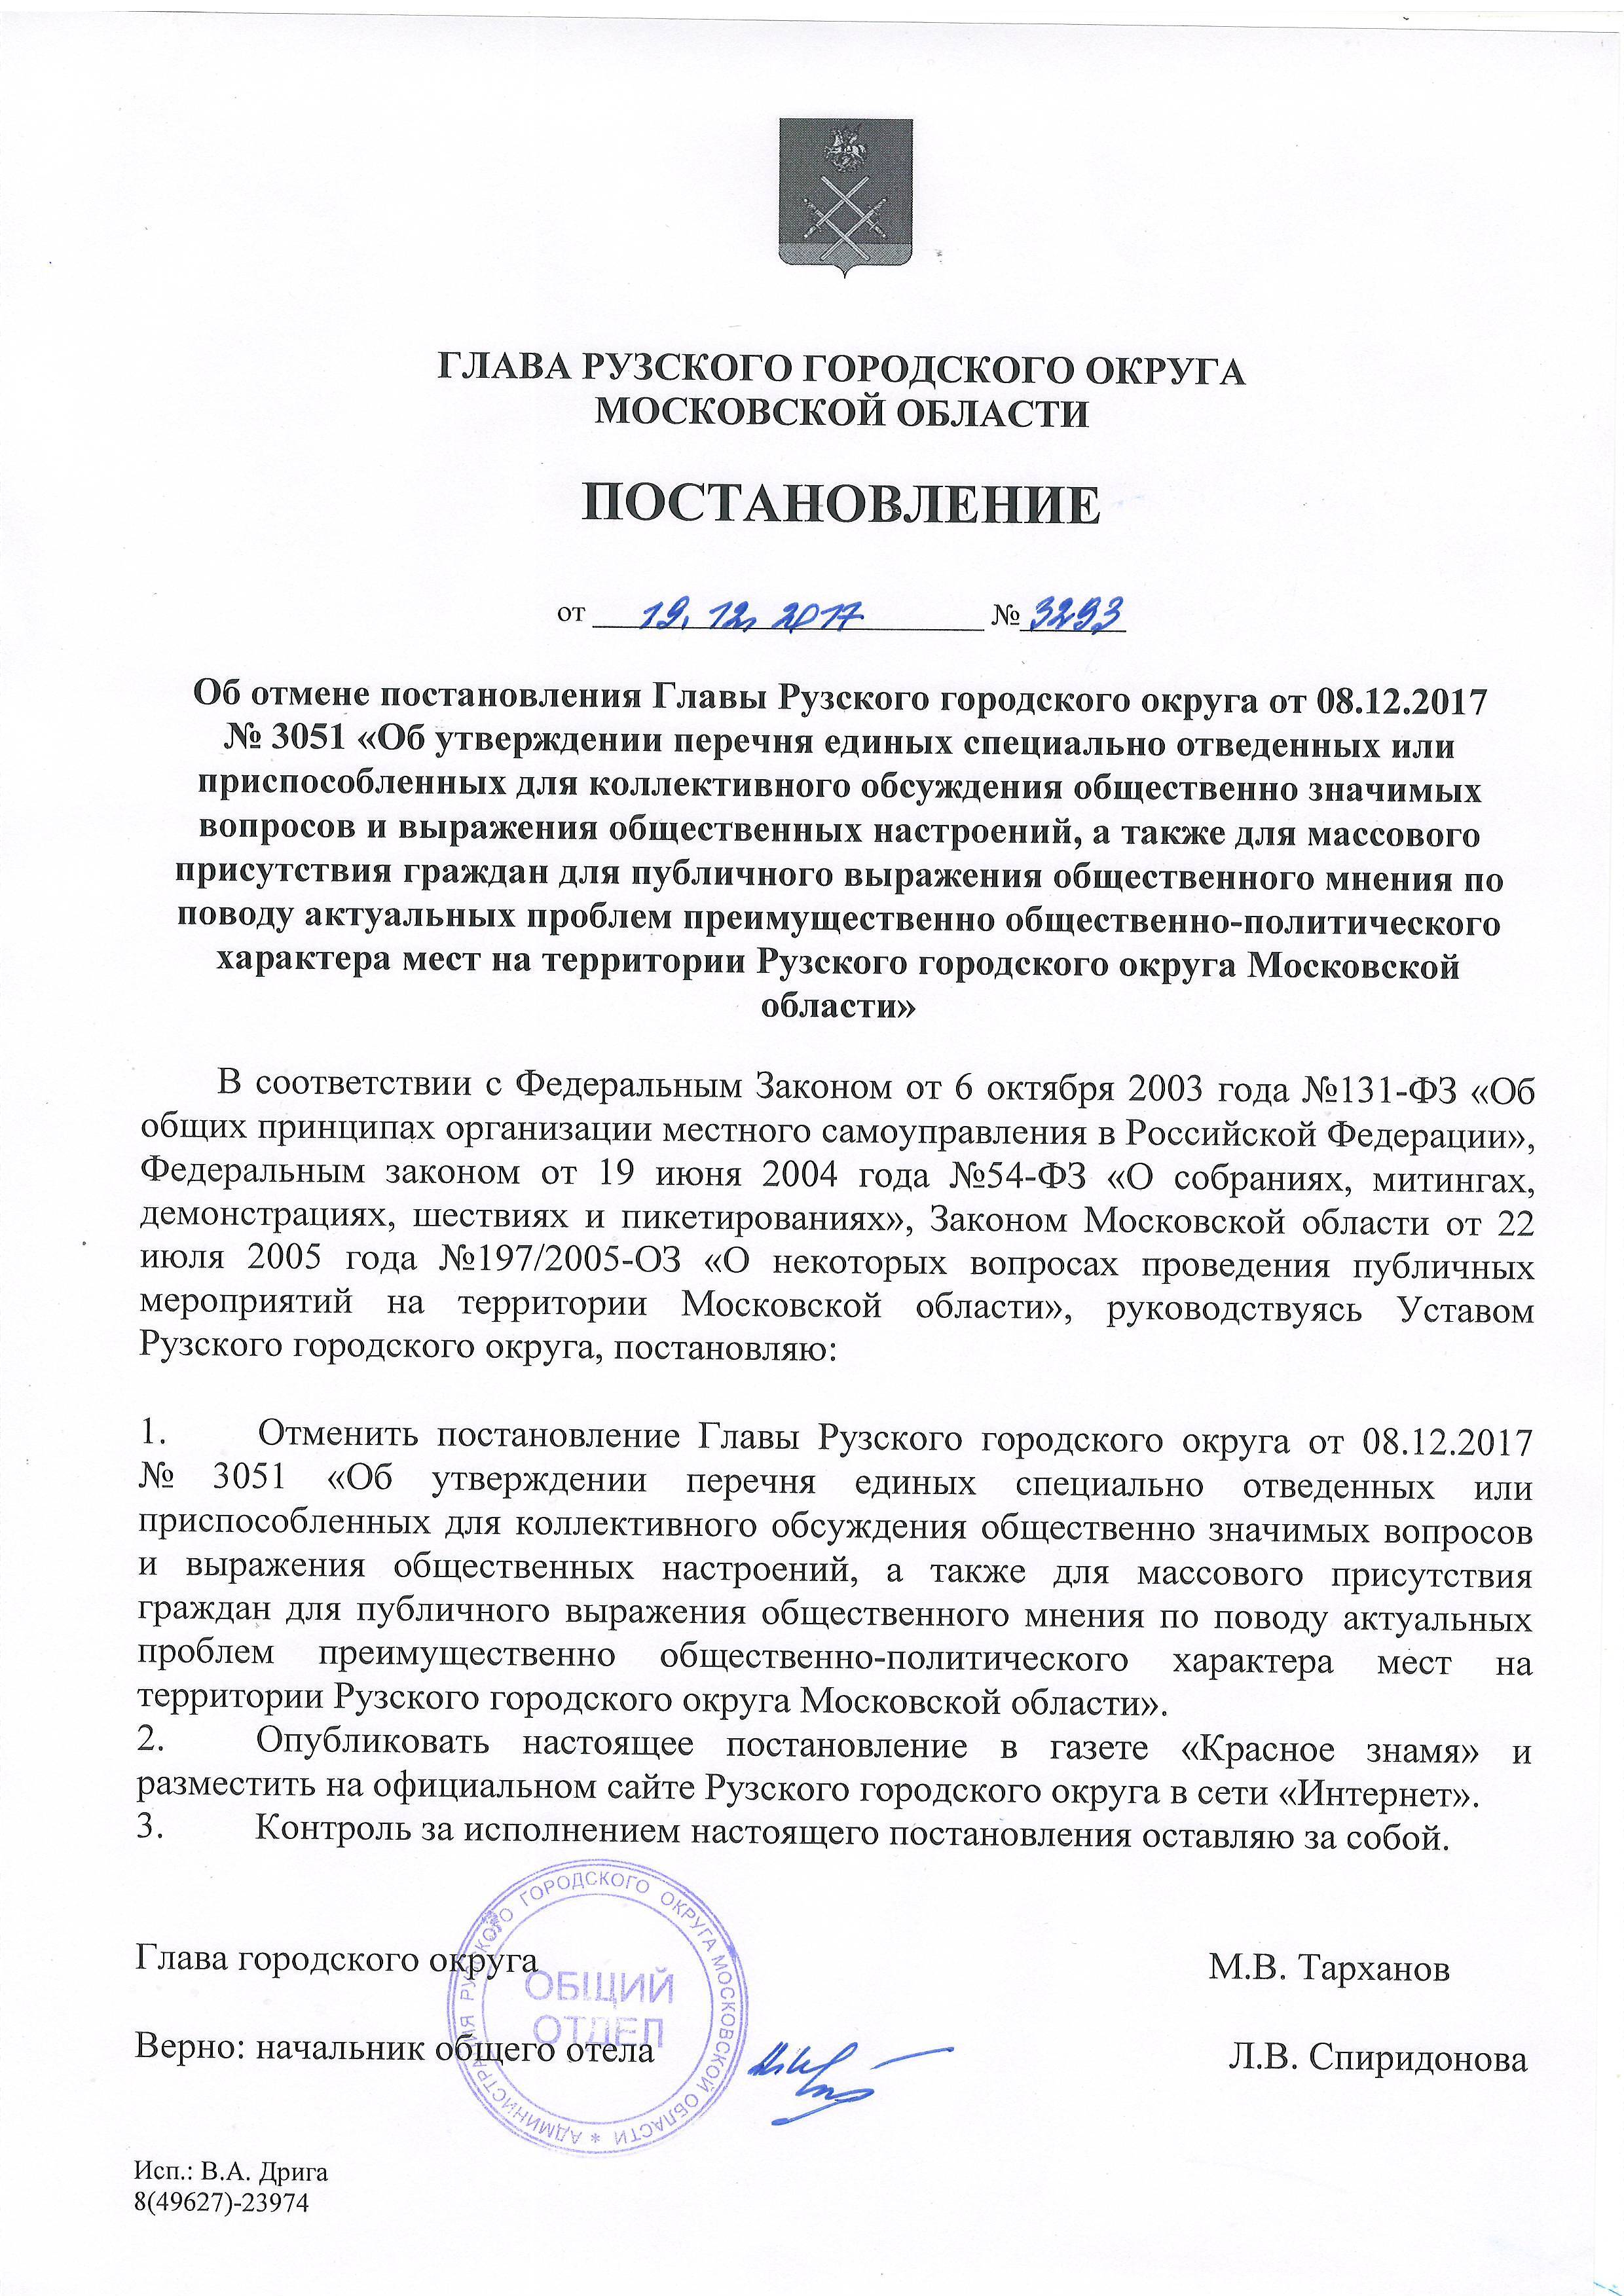 ГЛАВА РУЗСКОГО ГОРОДСКОГО ОКРУГА
МОСКОВСКОЙ ОБЛАСТИ
ПОСТАНОВЛЕНИЕ
от 19.12.2017 № 3293
Об отмене постановления Главы Рузского городского округа от 08.12.2017
№ 3051 «Об утверждении перечня единых специально отведенных или
приспособленных для коллективного обсуждения общественно значимых
вопросов и выражения общественных настроений, а также для массового
присутствия граждан для публичного выражения общественного мнения по
поводу актуальных проблем преимущественно общественно-политического
характера мест на территории Рузского городского округа Московской
области»
В соответствии с Федеральным Законом от 6 октября 2003 года №131-ФЗ «Об
общих принципах организации местного самоуправления в Российской Федерации»,
Федеральным законом от 19 июня 2004 года №54-ФЗ «О собраниях, митингах,
демонстрациях, шествиях и пикетированиях», Законом Московской области от 22
июля 2005 года №197/2005-ОЗ «О некоторых вопросах проведения публичных
мероприятий на территории Московской области», руководствуясь Уставом
Рузского городского округа, постановляю:
1. Отменить постановление Главы Рузского городского округа от 08.12.2017
№ 3051 «Об утверждении перечня единых специально отведенных или
приспособленных для коллективного обсуждения общественно значимых вопросов
и выражения общественных настроений, а также для массового присутствия
граждан для публичного выражения общественного мнения по поводу актуальных
проблем преимущественно общественно-политического характера мест на
территории Рузского городского округа Московской области».
2. Опубликовать настоящее постановление в газете «Красное знамя» и
разместить на официальном сайте Рузского городского округа в сети «Интернет».
3. Контроль за исполнением настоящего постановления оставляю за собой.
Глава городского округа М.В. Тарханов
Верно: начальник общего отела Л.В. Спиридонова
АДМИНИСТРАЦИЯ РУЗСКОГО ГОРОДСКОГО ОКРУГА МОСКОВСКОЙ ОБЛАСТИ *
ОБЩИЙ
ОТДЕЛ
Исп.: В.А. Дрига
8(49627)-23974